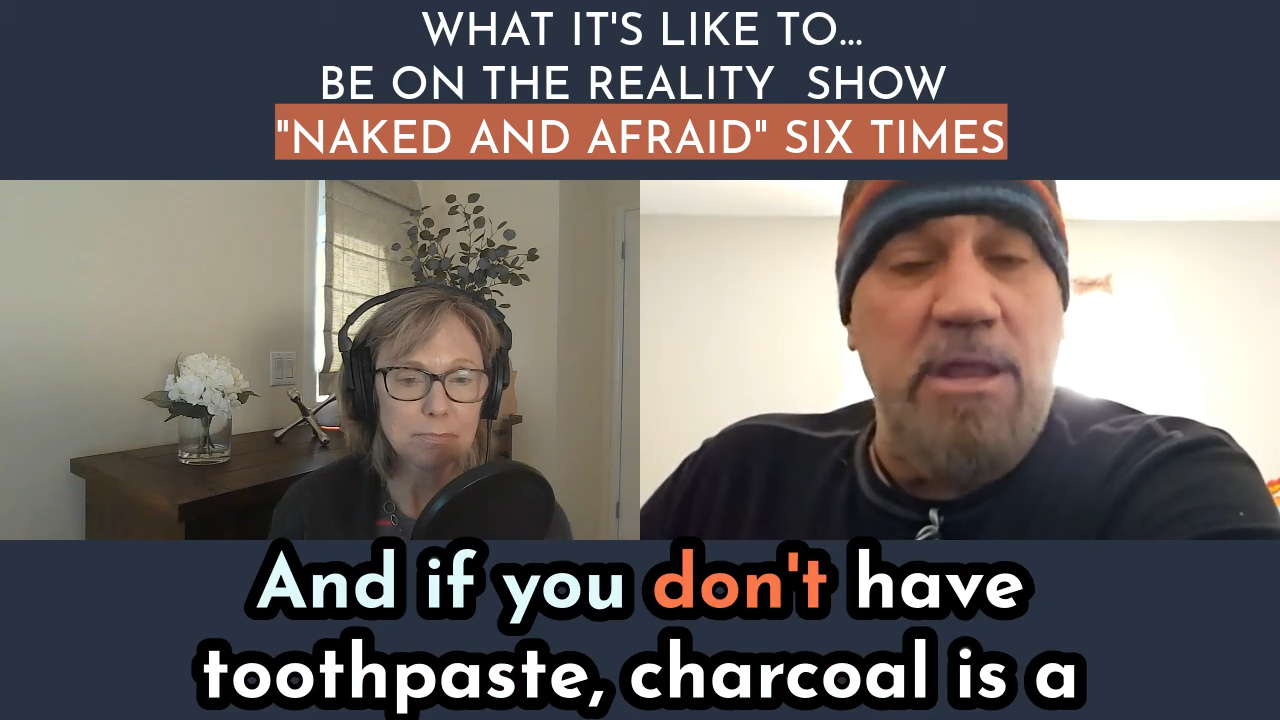 WHAT IT'S LIKE TO...
BE ON THE REALITY SHOW
"NAKED AND AFRAID" SIX TIMES
And if you don't have
toothpaste, charcoal is a